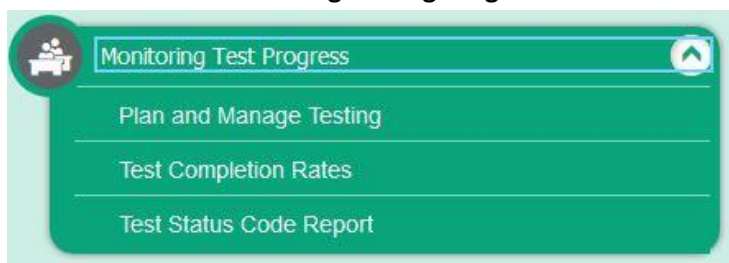 Monitoring Test Progress
Plan and Manage Testing
Test Completion Rates
Test Status Code Report